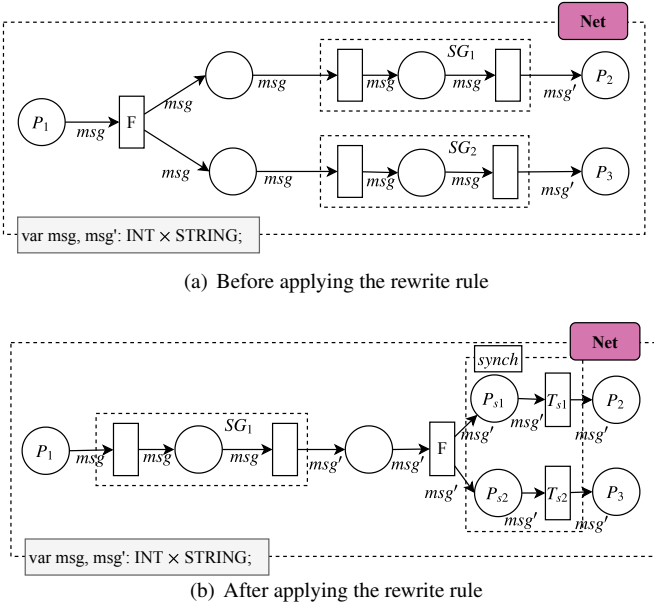 Net
SG₁
P₁
msg
F
msg
msg
msg
msg
msg'
P₂
SG₂
msg
msg
msg
msg
msg'
P₃
var msg, msg': INT × STRING;
(a) Before applying the rewrite rule
Net
synch
SG₁
P₁
msg
msg
msg
msg'
msg'
F
msg'
msg'
Pₛ₁
msg'
Tₛ₁
msg'
P₂
Pₛ₂
msg'
Tₛ₂
msg'
P₃
var msg, msg': INT × STRING;
(b) After applying the rewrite rule